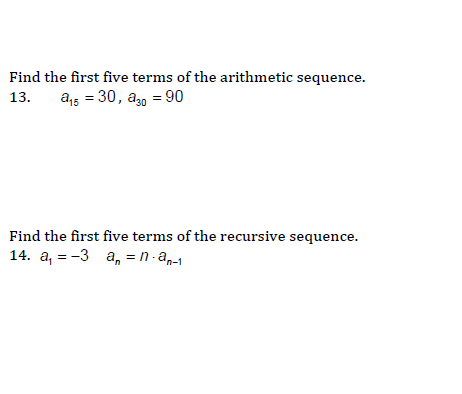 Find the first five terms of the arithmetic sequence.
13. a₁₅ = 30, a₃₀ = 90
Find the first five terms of the recursive sequence.
14. a₁ = −3 aₙ = n·aₙ₋₁